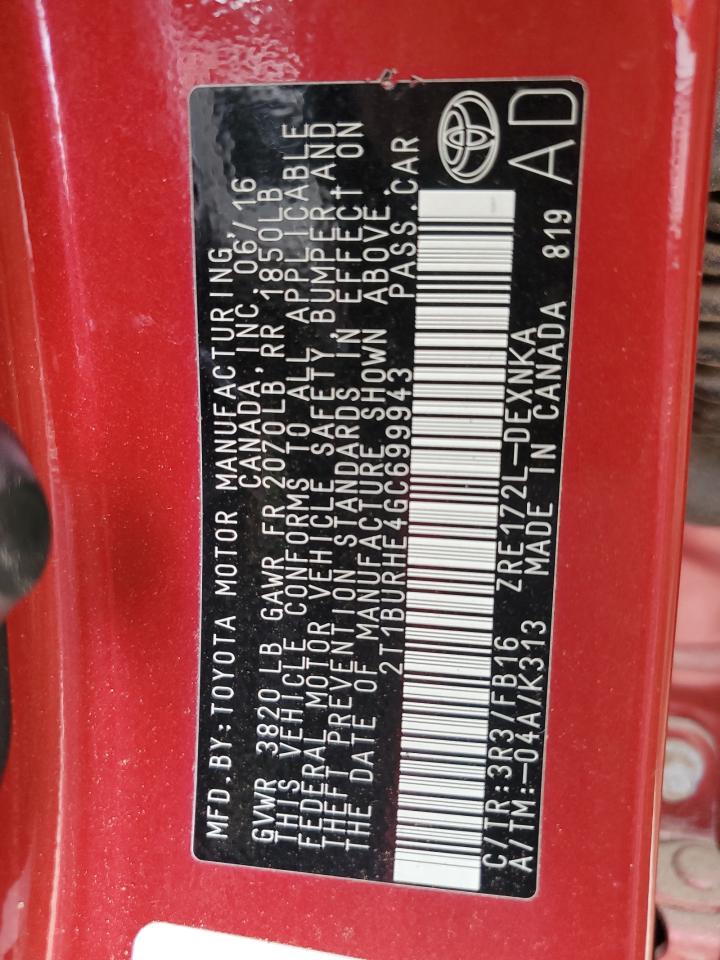 MFD.BY:TOYOTA MOTOR MANUFACTURING
CANADA,INC. 06/16
GVWR 3820 LB GAWR FR 2070LB,RR 1850LB
THIS VEHICLE CONFORMS TO ALL APPLICABLE
FEDERAL MOTOR VEHICLE SAFETY,BUMPER,AND
THEFT PREVENTION STANDARDS IN EFFECT ON
THE DATE OF MANUFACTURE SHOWN ABOVE.
2T1BURHE4GC699943 PASS.CAR
C/TR:3R3/FB16 ZRE172L-DEXNKA
A/TM:-04A/K313 MADE IN CANADA 819
AD